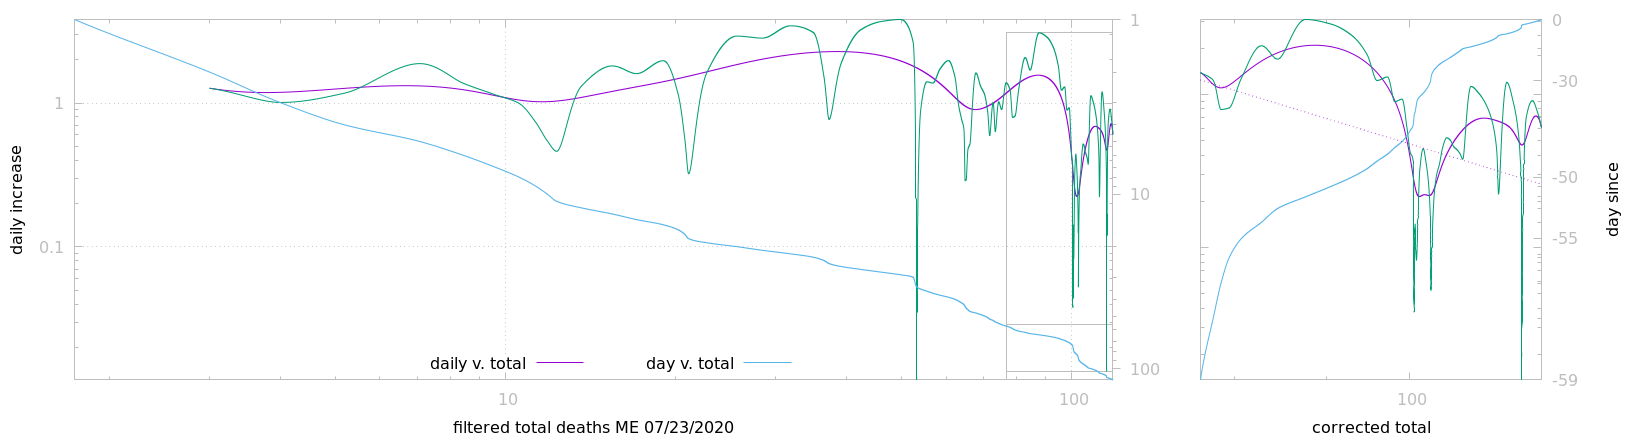 daily increase
1
0.1
daily v. total
day v. total
10
100
filtered total deaths ME 07/23/2020
1
10
100
0
-30
-50
-55
-59
day since
100
corrected total